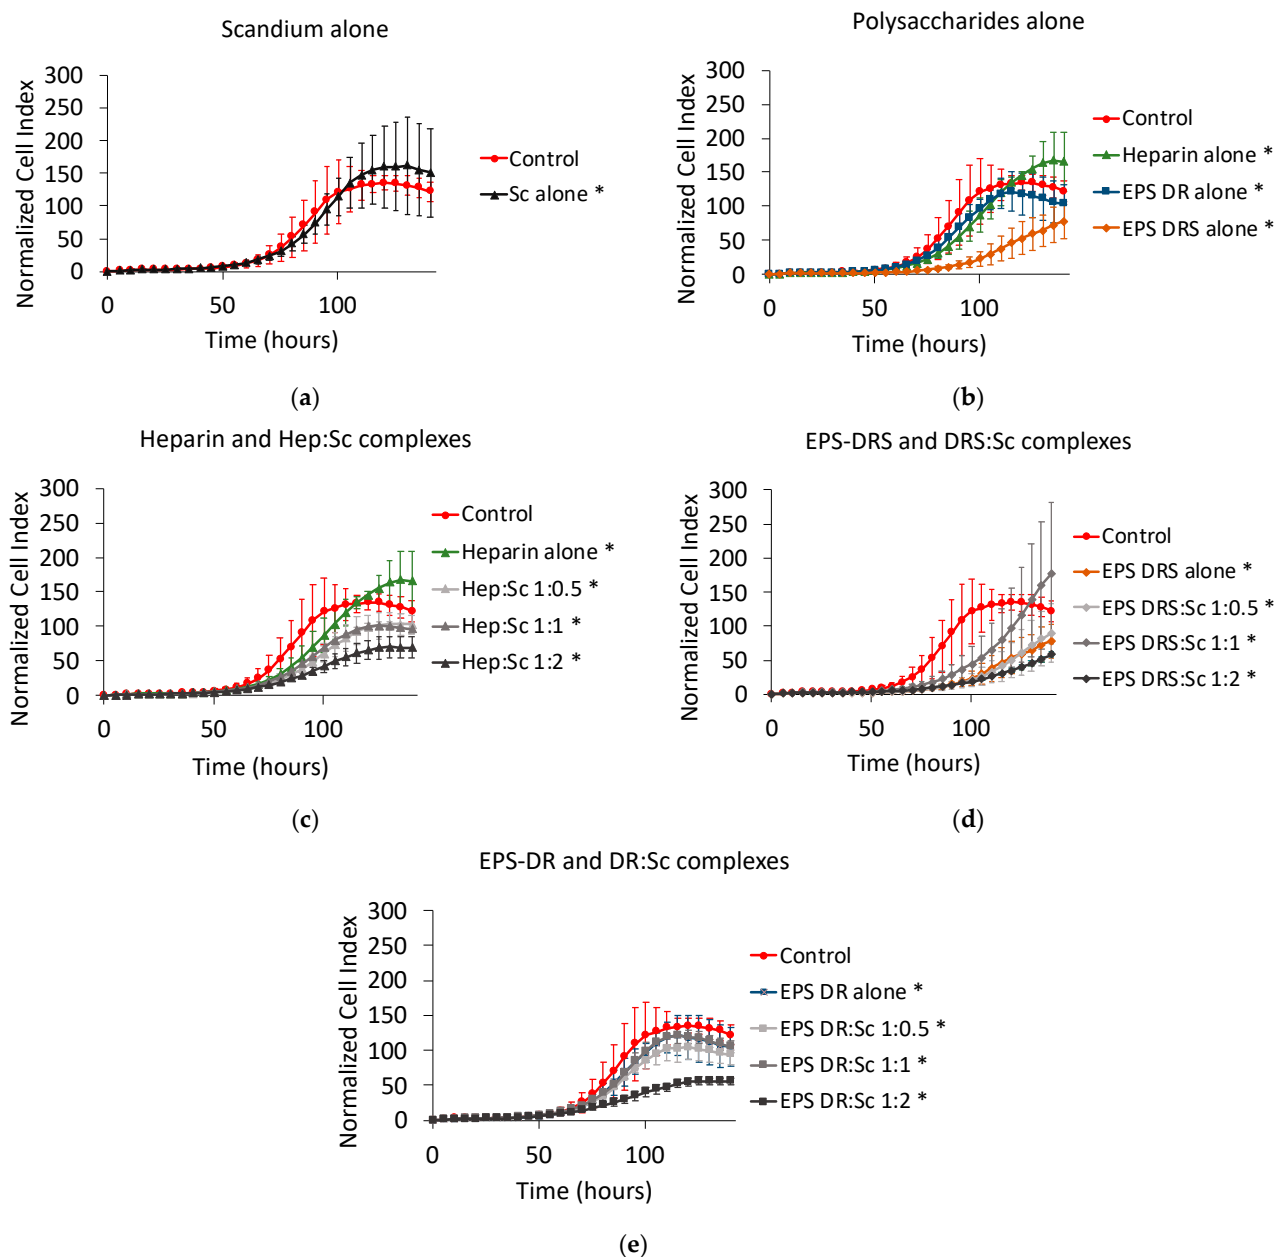 Scandium alone
Normalized Cell Index
300
250
200
150
100
50
0
0 50 100
Time (hours)
Control
Sc alone *
(a)
Polysaccharides alone
Normalized Cell Index
300
250
200
150
100
50
0
0 50 100
Time (hours)
Control
Heparin alone *
EPS DR alone *
EPS DRS alone *
(b)
Heparin and Hep:Sc complexes
Normalized Cell Index
300
250
200
150
100
50
0
0 50 100
Time (hours)
Control
Heparin alone *
Hep:Sc 1:0.5 *
Hep:Sc 1:1 *
Hep:Sc 1:2 *
(c)
EPS-DRS and DRS:Sc complexes
Normalized Cell Index
300
250
200
150
100
50
0
0 50 100
Time (hours)
Control
EPS DRS alone *
EPS DRS:Sc 1:0.5 *
EPS DRS:Sc 1:1 *
EPS DRS:Sc 1:2 *
(d)
EPS-DR and DR:Sc complexes
Normalized Cell Index
300
250
200
150
100
50
0
0 50 100
Time (hours)
Control
EPS DR alone *
EPS DR:Sc 1:0.5 *
EPS DR:Sc 1:1 *
EPS DR:Sc 1:2 *
(e)